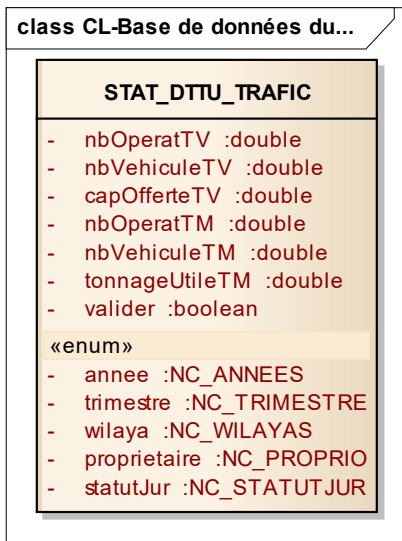 class CL-Base de données du...
STAT_DTTU_TRAFIC
- nbOperatTV :double
- nbVehiculeTV :double
- capOfferteTV :double
- nbOperatTM :double
- nbVehiculeTM :double
- tonnageUtileTM :double
- valider :boolean
«enum»
- annee :NC_ANNEES
- trimestre :NC_TRIMESTRE
- wilaya :NC_WILAYAS
- proprietaire :NC_PROPRIO
- statutJur :NC_STATUTJUR